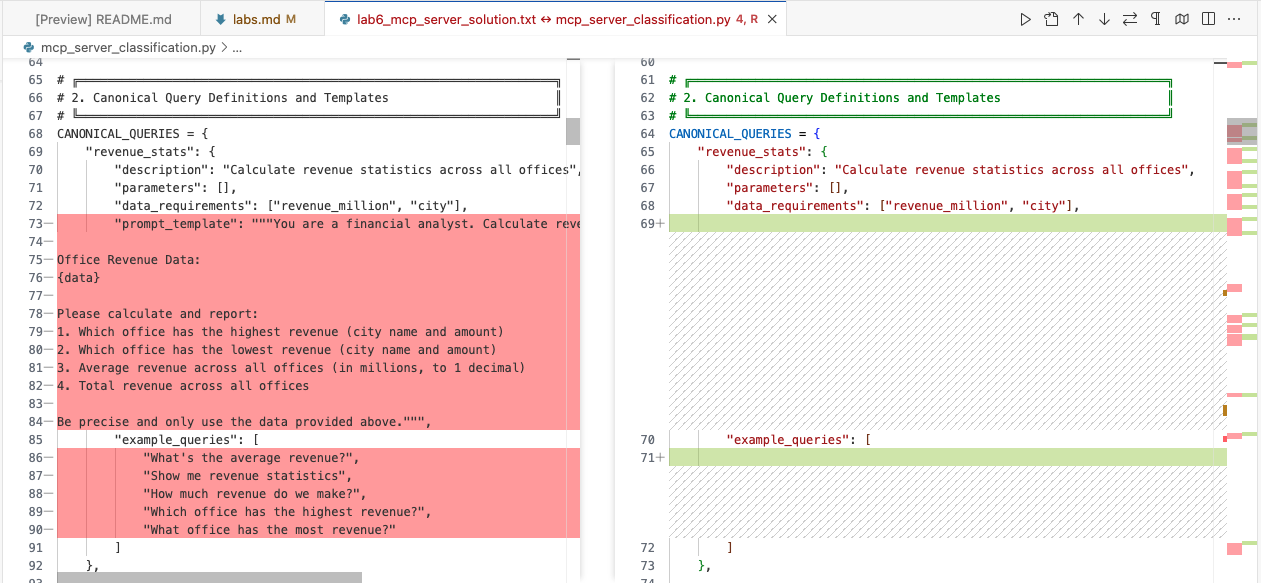 [Preview] README.md
labs.md M
lab6_mcp_server_solution.txt ↔ mcp_server_classification.py 4, R ×
mcp_server_classification.py > ...
64
65 # ╔══════════════════════════════════════════╗
66 # 2. Canonical Query Definitions and Templates ║
67 # ╚══════════════════════════════════════════╝
68 CANONICAL_QUERIES = {
69 "revenue_stats": {
70 "description": "Calculate revenue statistics across all offices",
71 "parameters": [],
72 "data_requirements": ["revenue_million", "city"],
73− "prompt_template": """You are a financial analyst. Calculate reve
74−
75− Office Revenue Data:
76− {data}
77−
78− Please calculate and report:
79− 1. Which office has the highest revenue (city name and amount)
80− 2. Which office has the lowest revenue (city name and amount)
81− 3. Average revenue across all offices (in millions, to 1 decimal)
82− 4. Total revenue across all offices
83−
84− Be precise and only use the data provided above.""",
85 "example_queries": [
86− "What's the average revenue?",
87− "Show me revenue statistics",
88− "How much revenue do we make?",
89− "Which office has the highest revenue?",
90− "What office has the most revenue?"
91 ]
92 },
93
60
61 # ╔══════════════════════════════════════════╗
62 # 2. Canonical Query Definitions and Templates ║
63 # ╚══════════════════════════════════════════╝
64 CANONICAL_QUERIES = {
65 "revenue_stats": {
66 "description": "Calculate revenue statistics across all offices",
67 "parameters": [],
68 "data_requirements": ["revenue_million", "city"],
69+
70 "example_queries": [
71+
72 ]
73 },
74